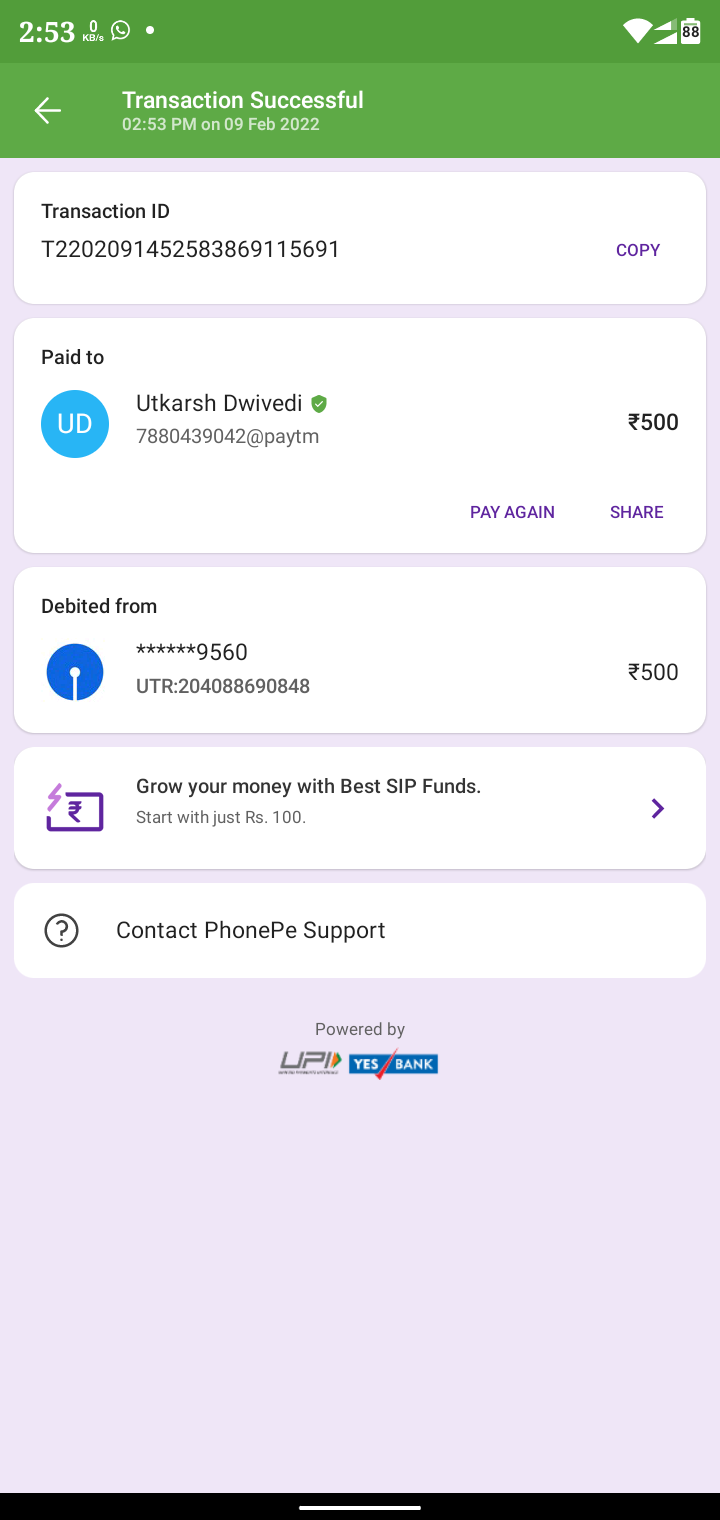 2:53 0 KB/s 88
Transaction Successful
02:53 PM on 09 Feb 2022
Transaction ID
T2202091452583869115691
COPY
Paid to
UD
Utkarsh Dwivedi
7880439042@paytm
₹500
PAY AGAIN SHARE
Debited from
******9560
UTR:204088690848
₹500
Grow your money with Best SIP Funds.
Start with just Rs. 100.
Contact PhonePe Support
Powered by
UPI YES BANK